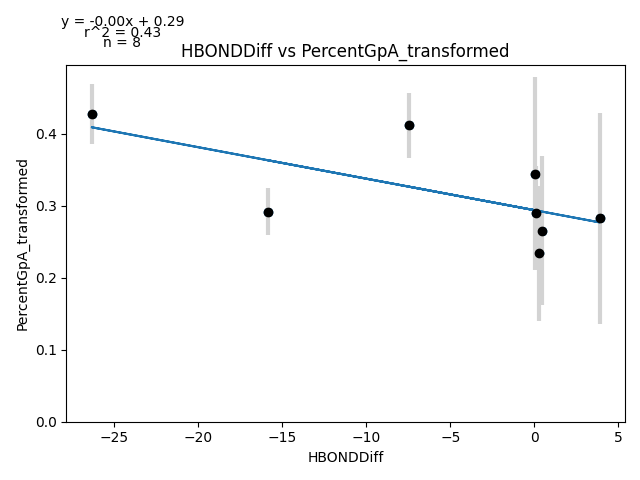 y = -0.00x + 0.29
r^2 = 0.43
n = 8
HBONDDiff vs PercentGpA_transformed
PercentGpA_transformed
0.4
0.3
0.2
0.1
0.0
−25
−20
−15
−10
−5
0
5
HBONDDiff